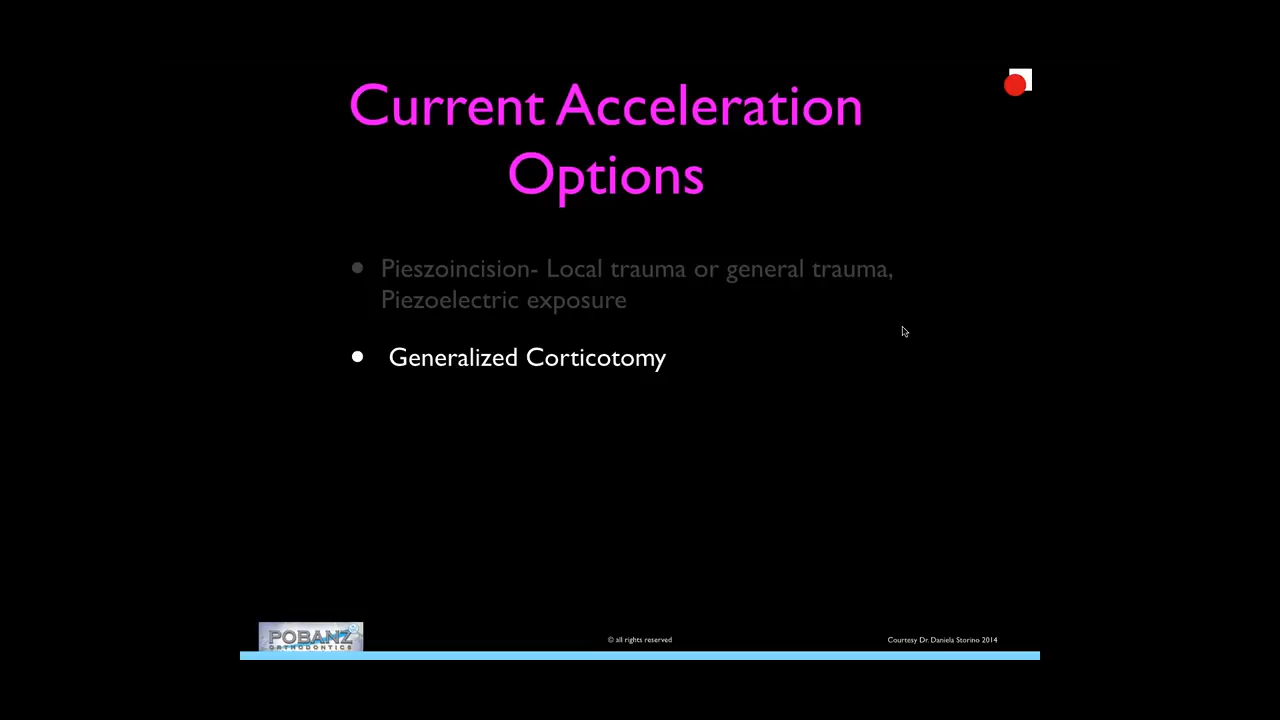 Current Acceleration
Options
• Pieszoincision- Local trauma or general trauma,
Piezoelectric exposure
• Generalized Corticotomy
POBANZ
ORTHODONTICS
© all rights reserved
Courtesy Dr. Daniela Storino 2014